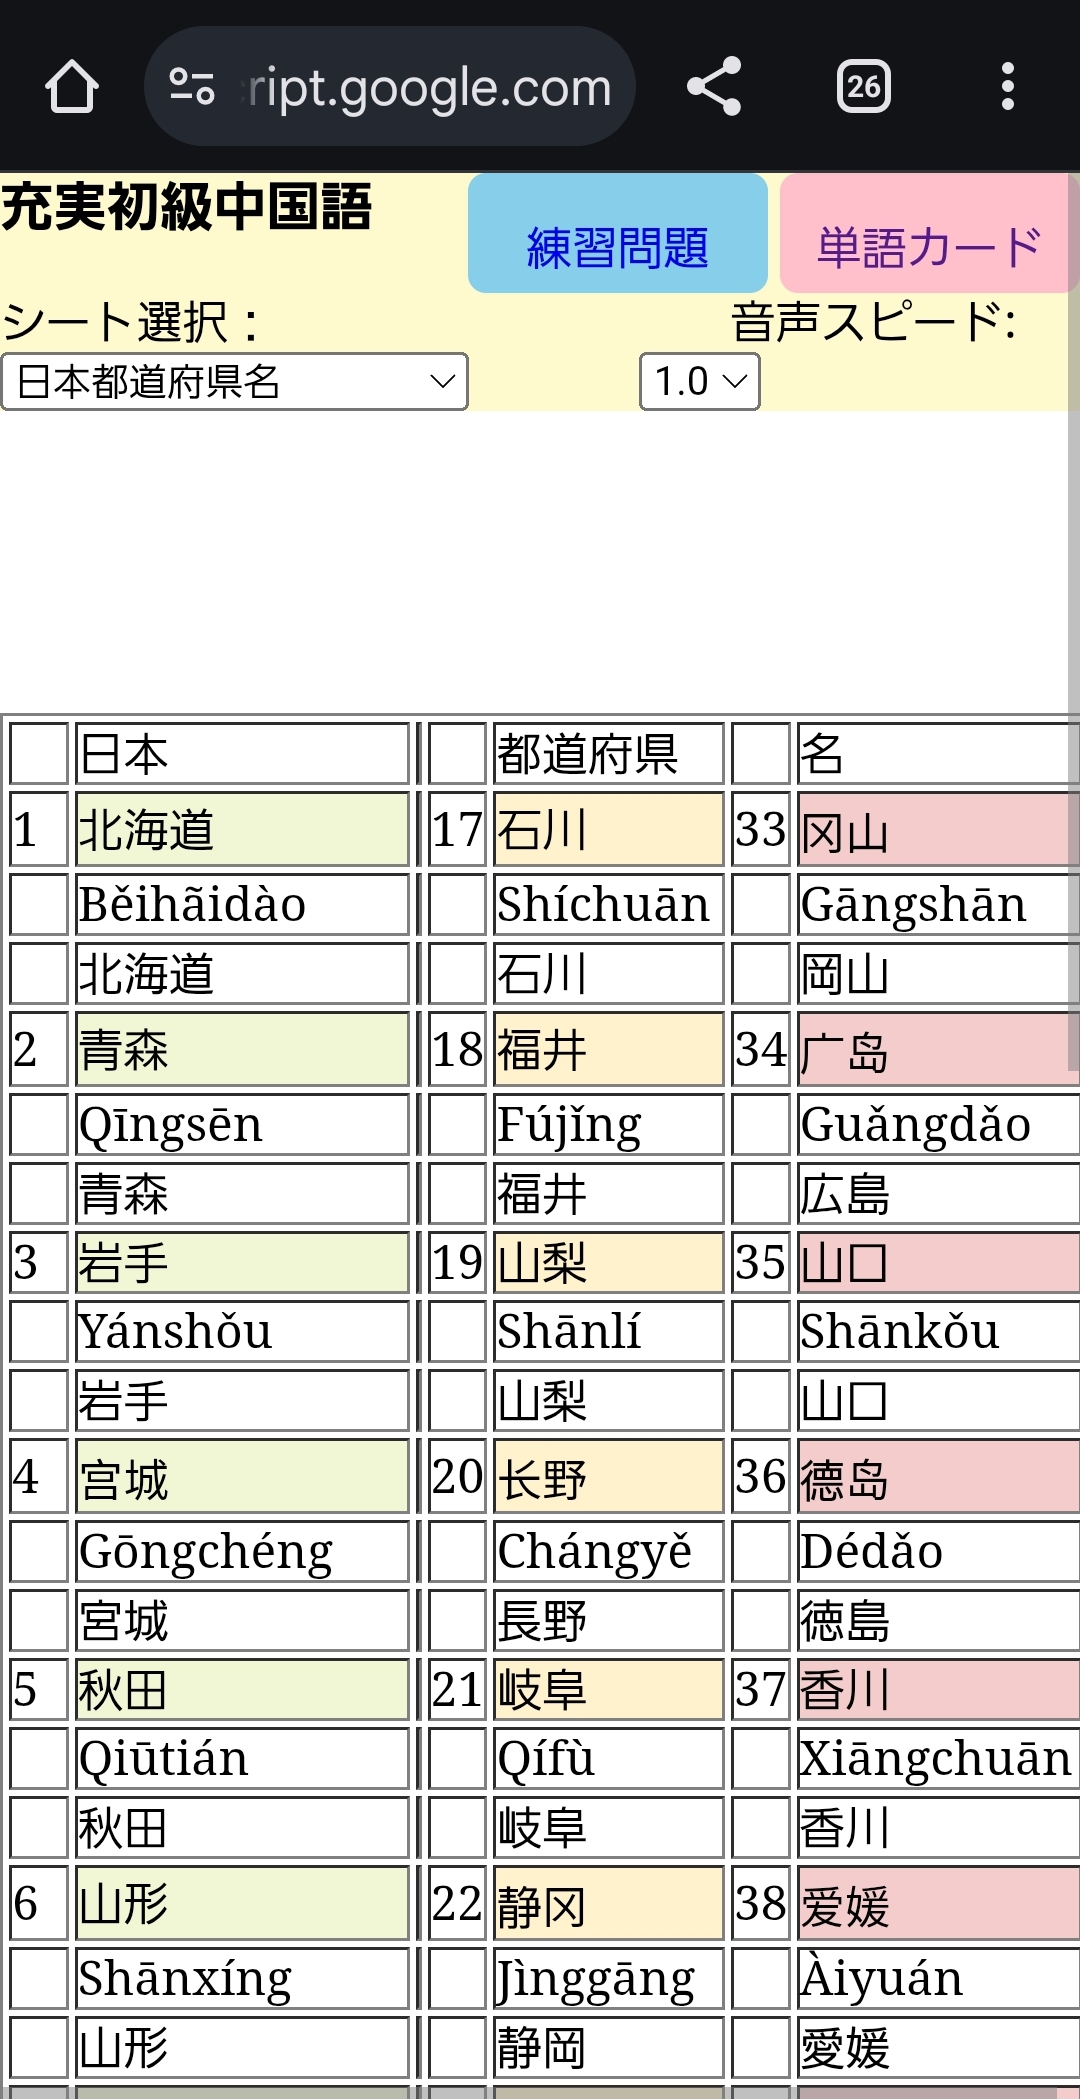 ript.google.com 26
充実初級中国語 練習問題 単語カード
シート選択： 音声スピード:
日本都道府県名 1.0
日本 都道府県 名
1 北海道 17 石川 33 冈山
Běihãidào Shíchuān Gāngshān
北海道 石川 岡山
2 青森 18 福井 34 广岛
Qīngsēn Fújǐng Guǎngdǎo
青森 福井 広島
3 岩手 19 山梨 35 山口
Yánshǒu Shānlí Shānkǒu
岩手 山梨 山口
4 宫城 20 长野 36 德岛
Gōngchéng Chángyě Dédǎo
宮城 長野 徳島
5 秋田 21 岐阜 37 香川
Qiūtián Qífù Xiāngchuān
秋田 岐阜 香川
6 山形 22 静冈 38 爱媛
Shānxíng Jìnggāng Àiyuán
山形 静岡 愛媛